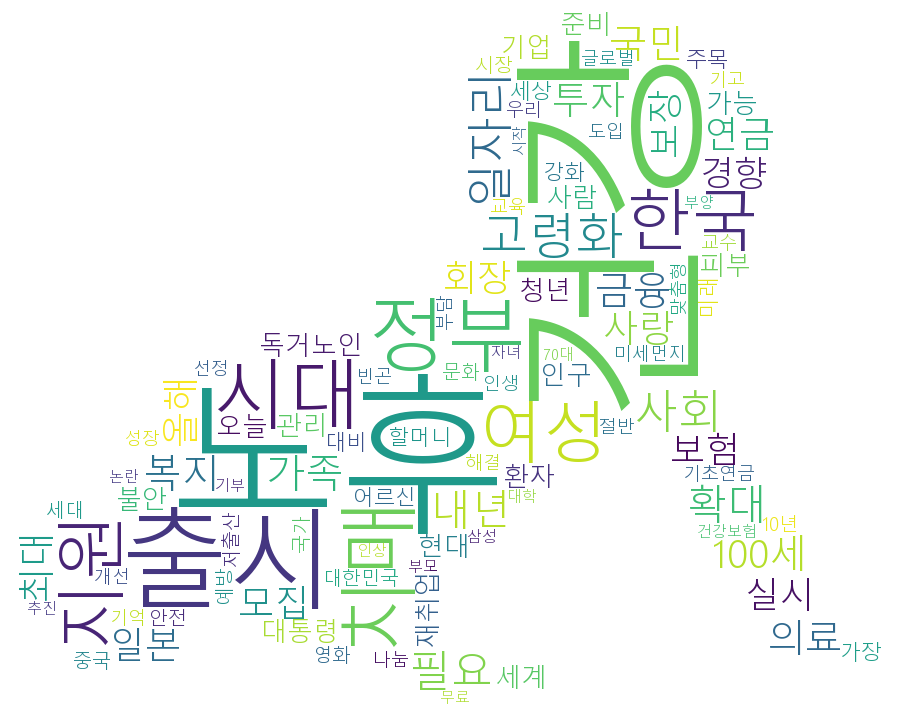 준비
국민
기업
글로벌
주목
시장
기고
세상
투자
가능
우리
보장
일자리
건강
연금
시작
도입
강화
경향
사람
교육
부양
한국
고령화
교수
피부
회장
청년
금융
맞춤형
미래
정부
부담
사랑
독거노인
자녀
70대
미세먼지
선정
빈곤
문화
인생
인구
시대
올해
오늘
관리
노후
할머니
여성
절반
사회
성장
대비
보험
논란
복지
가족
해결
환자
기초연금
기부
불안
어르신
내년
대학
확대
세대
출시
치매
삼성
건강보험
10년
지원
저출산
국가
현대
인상
100세
초대
개선
예방
대한민국
부모
추진
기억
안전
모집
재취업
실시
일본
대통령
의료
중국
영화
나눔
필요
세계
가장
무료